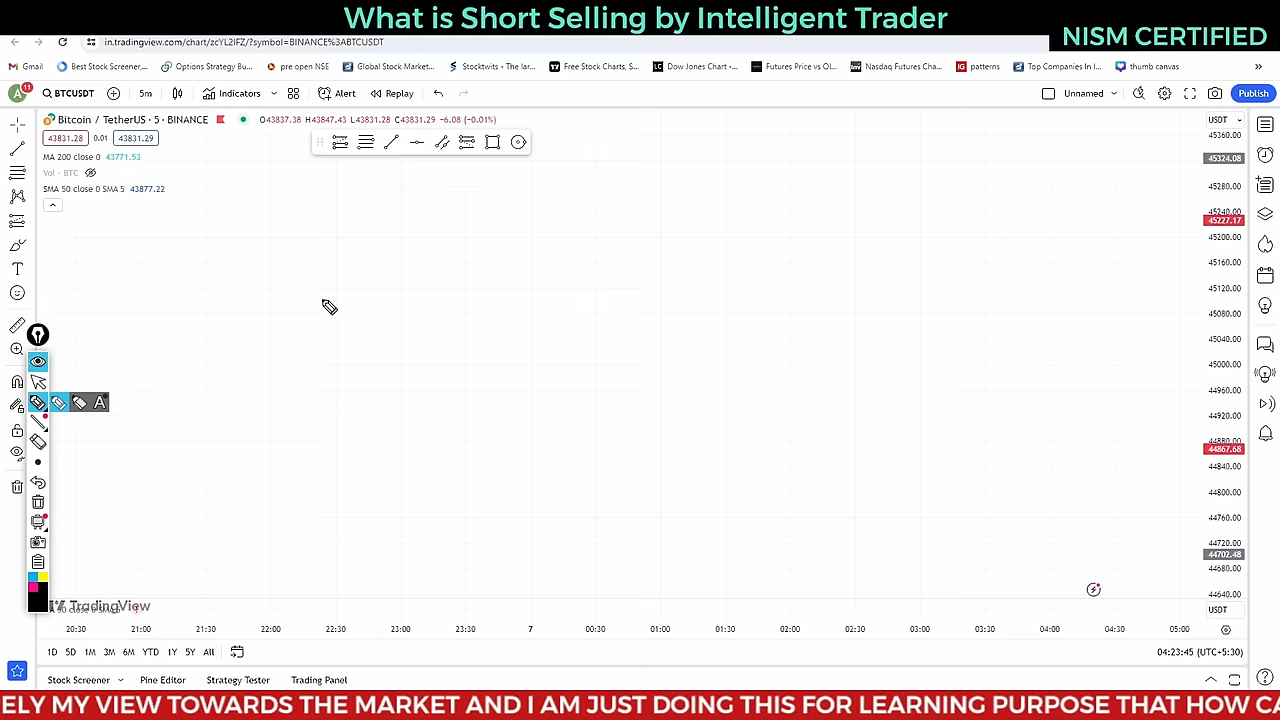 What is Short Selling by Intelligent Trader
NISM CERTIFIED
in.tradingview.com/chart/zcYL2IFZ/?symbol=BINANCE%3ABTCUSDT
Gmail
Best Stock Screener,...
Options Strategy Bu...
pre open NSE
Global Stock Market...
Stocktwits - The lar...
Free Stock Charts, S...
Dow Jones Chart -...
Futures Price vs OI...
Nasdaq Futures Cha...
patterns
Top Companies In I...
thumb canvas
»
A 11
BTCUSDT
5m
Indicators
Alert
Replay
Unnamed
Publish
Bitcoin / TetherUS · 5 · BINANCE
O43837.38 H43847.43 L43831.28 C43831.29 -6.08 (-0.01%)
USDT
43831.28 0.01 43831.29
MA 200 close 0 43771.53
Vol - BTC
SMA 50 close 0 SMA 5 43877.22
45360.00
45324.08
45280.00
45240.00
45227.17
45200.00
45160.00
45120.00
45080.00
45040.00
45000.00
44960.00
44920.00
44880.00
44867.68
44840.00
44800.00
44760.00
44720.00
44702.48
44680.00
44640.00
A
TradingView
USDT
20:30 21:00 21:30 22:00 22:30 23:00 23:30 7 00:30 01:00 01:30 02:00 02:30 03:00 03:30 04:00 04:30 05:00
1D 5D 1M 3M 6M YTD 1Y 5Y All
04:23:45 (UTC+5:30)
Stock Screener
Pine Editor
Strategy Tester
Trading Panel
ELY MY VIEW TOWARDS THE MARKET AND I AM JUST DOING THIS FOR LEARNING PURPOSE THAT HOW CA